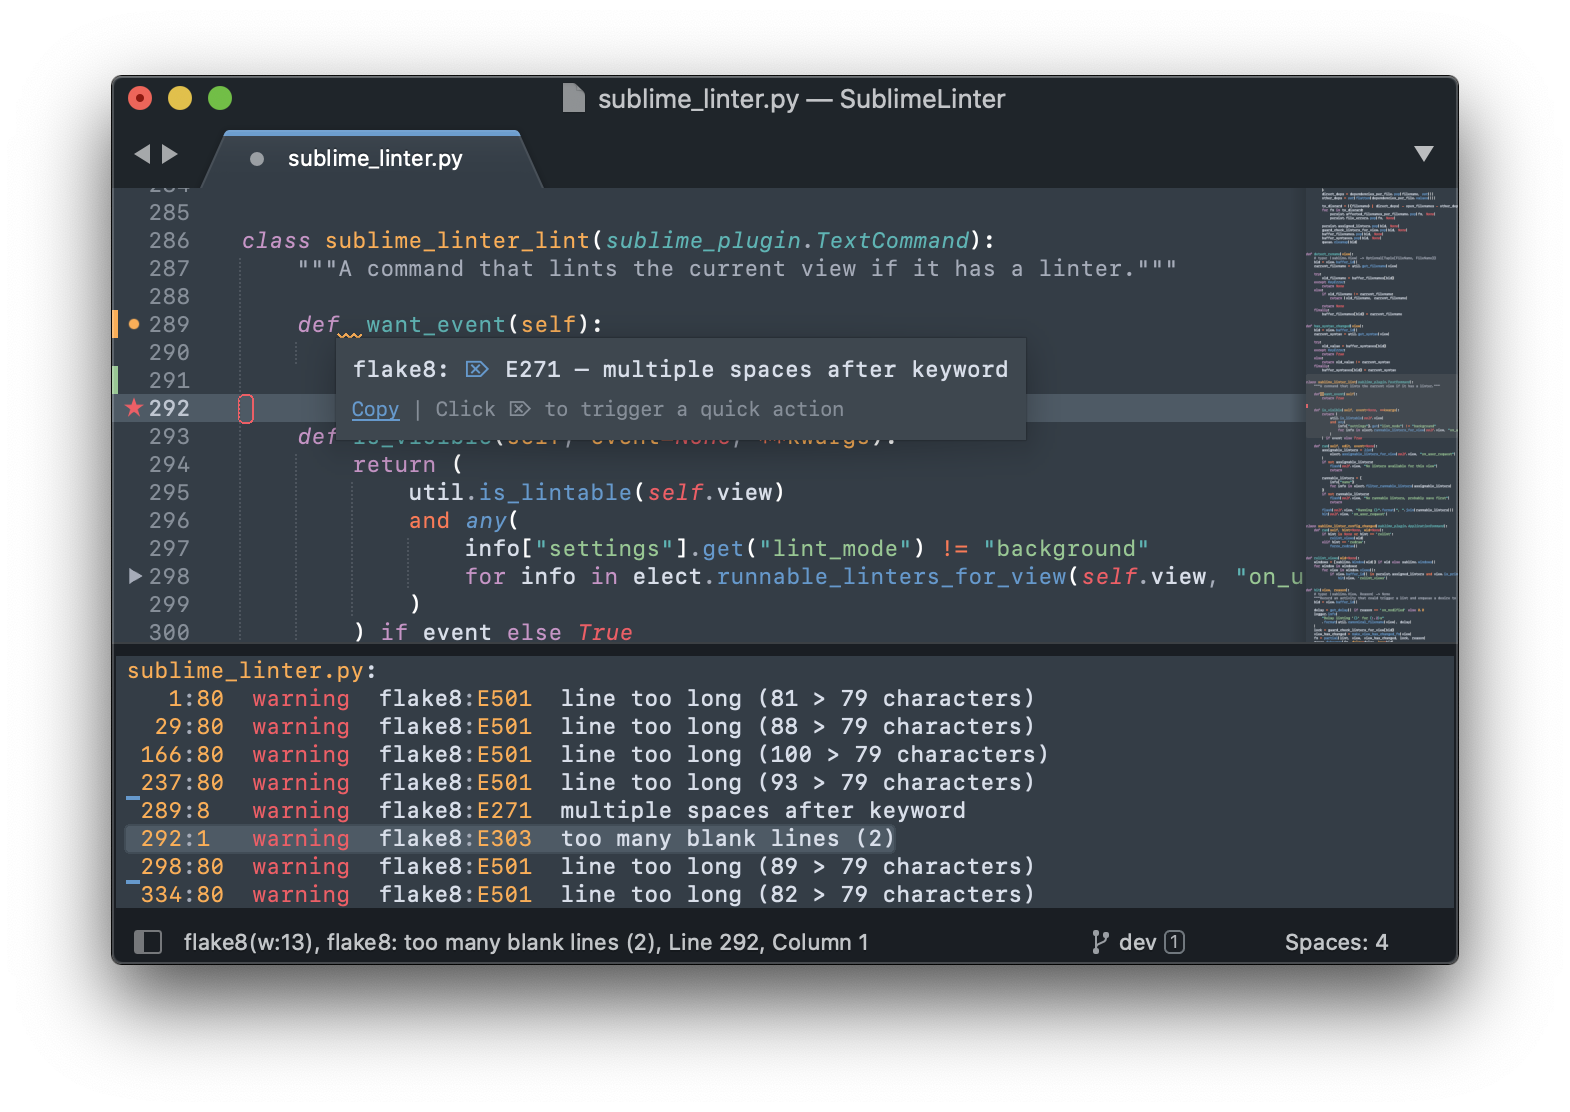 sublime_linter.py — SublimeLinter
sublime_linter.py
284
285
286 class sublime_linter_lint(sublime_plugin.TextCommand):
287 """A command that lints the current view if it has a linter."""
288
289 def  want_event(self):
290
flake8: E271 — multiple spaces after keyword
291
292
Copy | Click to trigger a quick action
293 def is_visible(self, event=None, **kwargs):
294 return (
295 util.is_lintable(self.view)
296 and any(
297 info["settings"].get("lint_mode") != "background"
298 for info in elect.runnable_linters_for_view(self.view, "on_u
299 )
300 ) if event else True
sublime_linter.py:
1:80 warning flake8:E501 line too long (81 > 79 characters)
29:80 warning flake8:E501 line too long (88 > 79 characters)
166:80 warning flake8:E501 line too long (100 > 79 characters)
237:80 warning flake8:E501 line too long (93 > 79 characters)
289:8 warning flake8:E271 multiple spaces after keyword
292:1 warning flake8:E303 too many blank lines (2)
298:80 warning flake8:E501 line too long (89 > 79 characters)
334:80 warning flake8:E501 line too long (82 > 79 characters)
flake8(w:13), flake8: too many blank lines (2), Line 292, Column 1
dev 1
Spaces: 4